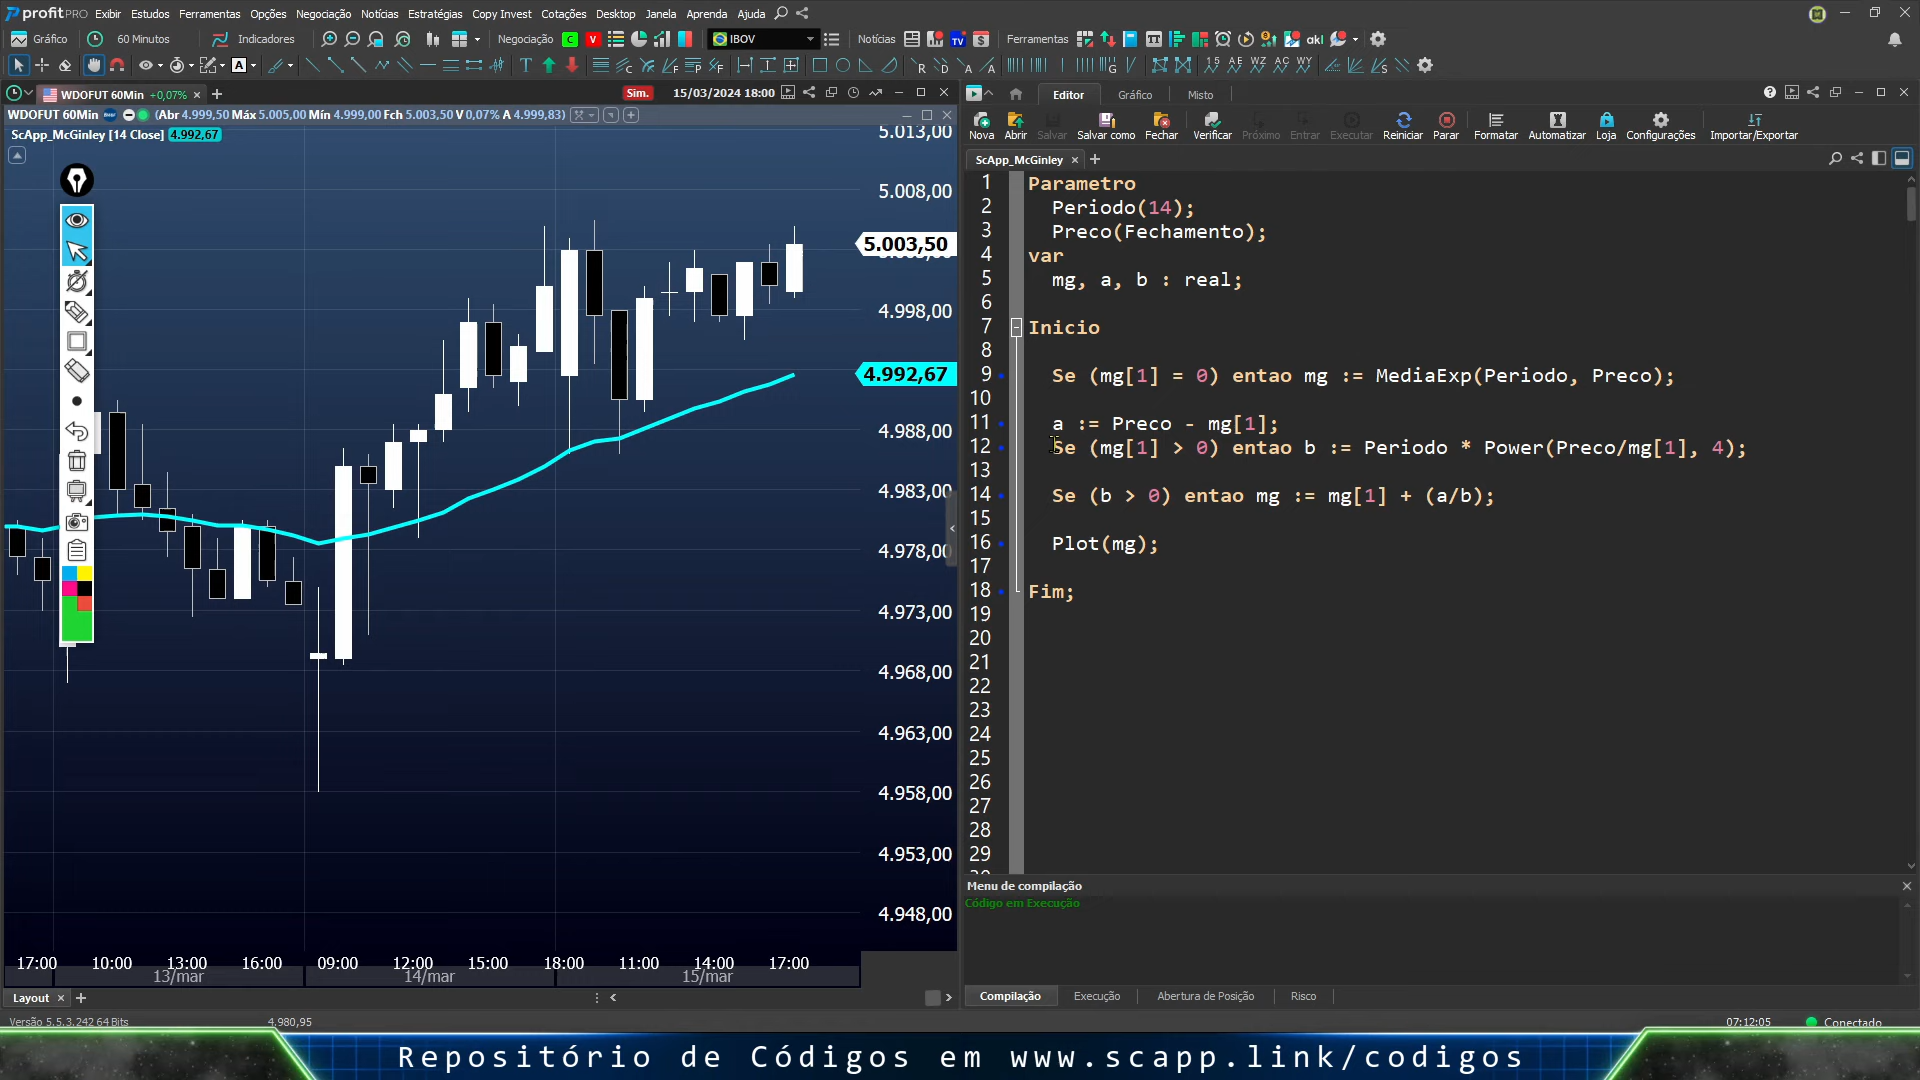 profitPRO Exibir Estudos Ferramentas Opções Negociação Notícias Estratégias Copy Invest Cotações Desktop Janela Aprenda Ajuda
Gráfico 60 Minutos Indicadores Negociação C V IBOV Notícias TV Ferramentas akl
T A 1 5 A E W Z A C W Y
WDOFUT 60Min +0,07% Sim. 15/03/2024 18:00
WDOFUT 60Min (Abr 4.999,50 Máx 5.005,00 Mín 4.999,00 Fch 5.003,50 V 0,07% A 4.999,83)
ScApp_McGinley [14 Close] 4.992,67
5.013,00
5.008,00
5.003,50
4.998,00
4.992,67
4.988,00
4.983,00
4.978,00
4.973,00
4.968,00
4.963,00
4.958,00
4.953,00
4.948,00
17:00 10:00 13:00 16:00 09:00 12:00 15:00 18:00 11:00 14:00 17:00
13/mar 14/mar 15/mar
Layout
Versão 5.5.3.242 64 Bits 4.980,95
Editor Gráfico Misto
Nova Abrir Salvar Salvar como Fechar Verificar Próximo Entrar Executar Reiniciar Parar Formatar Automatizar Loja Configurações Importar/Exportar
ScApp_McGinley
1 Parametro
2 Periodo(14);
3 Preco(Fechamento);
4 var
5 mg, a, b : real;
6
7 Inicio
8
9 Se (mg[1] = 0) entao mg := MediaExp(Periodo, Preco);
10
11 a := Preco - mg[1];
12 Se (mg[1] > 0) entao b := Periodo * Power(Preco/mg[1], 4);
13
14 Se (b > 0) entao mg := mg[1] + (a/b);
15
16 Plot(mg);
17
18 Fim;
19
20
21
22
23
24
25
26
27
28
29
Menu de compilação
Código em Execução
Compilação Execução Abertura de Posição Risco
07:12:05 Conectado
Repositório de Códigos em www.scapp.link/codigos